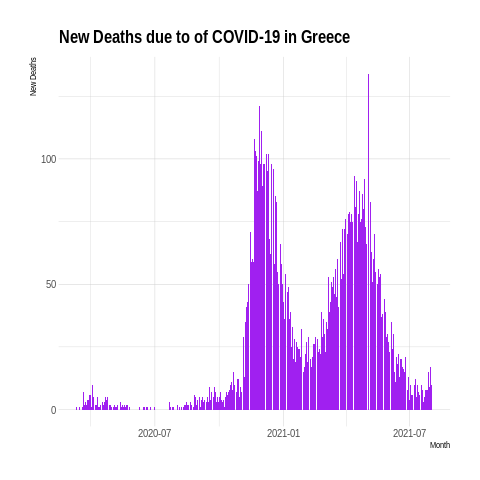 New Deaths due to of COVID-19 in Greece
New Deaths
100
50
0
2020-07 2021-01 2021-07
Month